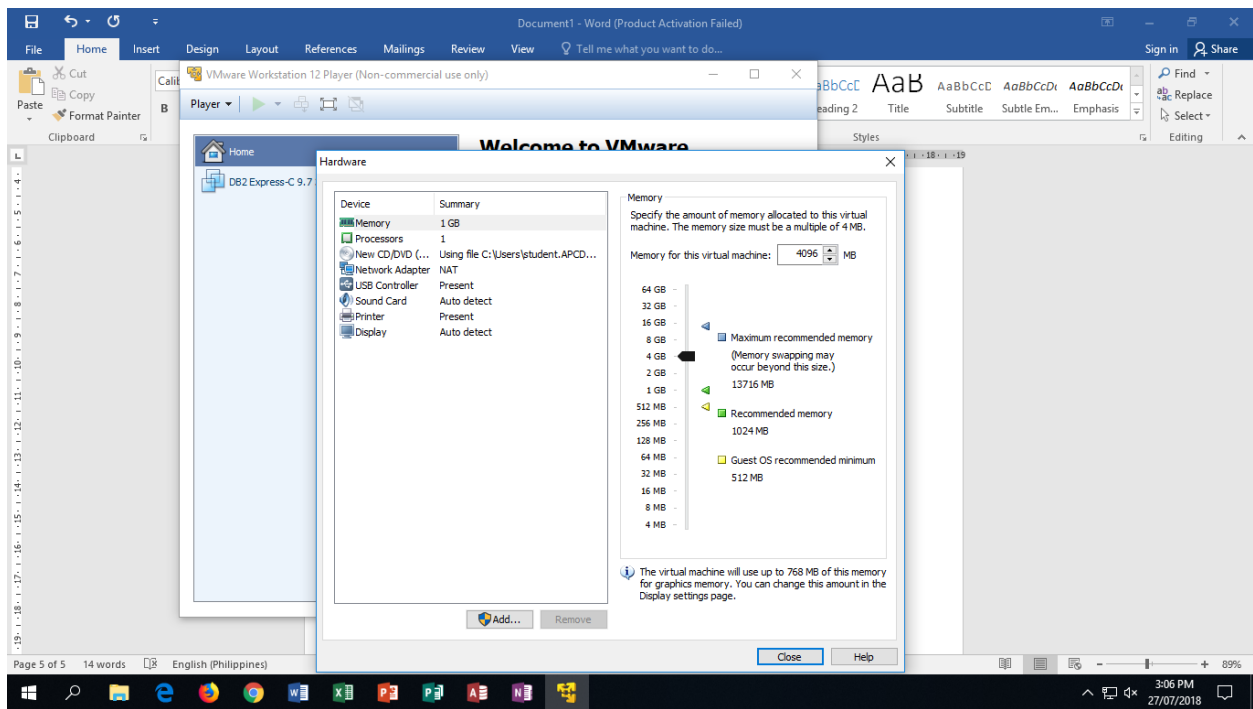 Document1 - Word (Product Activation Failed)
File Home Insert Design Layout References Mailings Review View Tell me what you want to do... Sign in Share
Paste
Cut
Copy
Format Painter
Clipboard
Calib
B
VMware Workstation 12 Player (Non-commercial use only)
Player
Home
DB2 Express-C 9.7
Welcome to VMware
aBbCcE AaB AaBbCcD AaBbCcDc AaBbCcDc
eading 2 Title Subtitle Subtle Em... Emphasis
Styles
Find
Replace
Select
Editing
18 19
Hardware
Device Summary
Memory 1 GB
Processors 1
New CD/DVD (... Using file C:\Users\student.APCD...
Network Adapter NAT
USB Controller Present
Sound Card Auto detect
Printer Present
Display Auto detect
Add... Remove
Memory
Specify the amount of memory allocated to this virtual
machine. The memory size must be a multiple of 4 MB.
Memory for this virtual machine: 4096 MB
64 GB
32 GB
16 GB
8 GB
4 GB
2 GB
1 GB
512 MB
256 MB
128 MB
64 MB
32 MB
16 MB
8 MB
4 MB
Maximum recommended memory
(Memory swapping may
occur beyond this size.)
13716 MB
Recommended memory
1024 MB
Guest OS recommended minimum
512 MB
The virtual machine will use up to 768 MB of this memory
for graphics memory. You can change this amount in the
Display settings page.
Close Help
Page 5 of 5 14 words English (Philippines) 89%
3:06 PM
27/07/2018